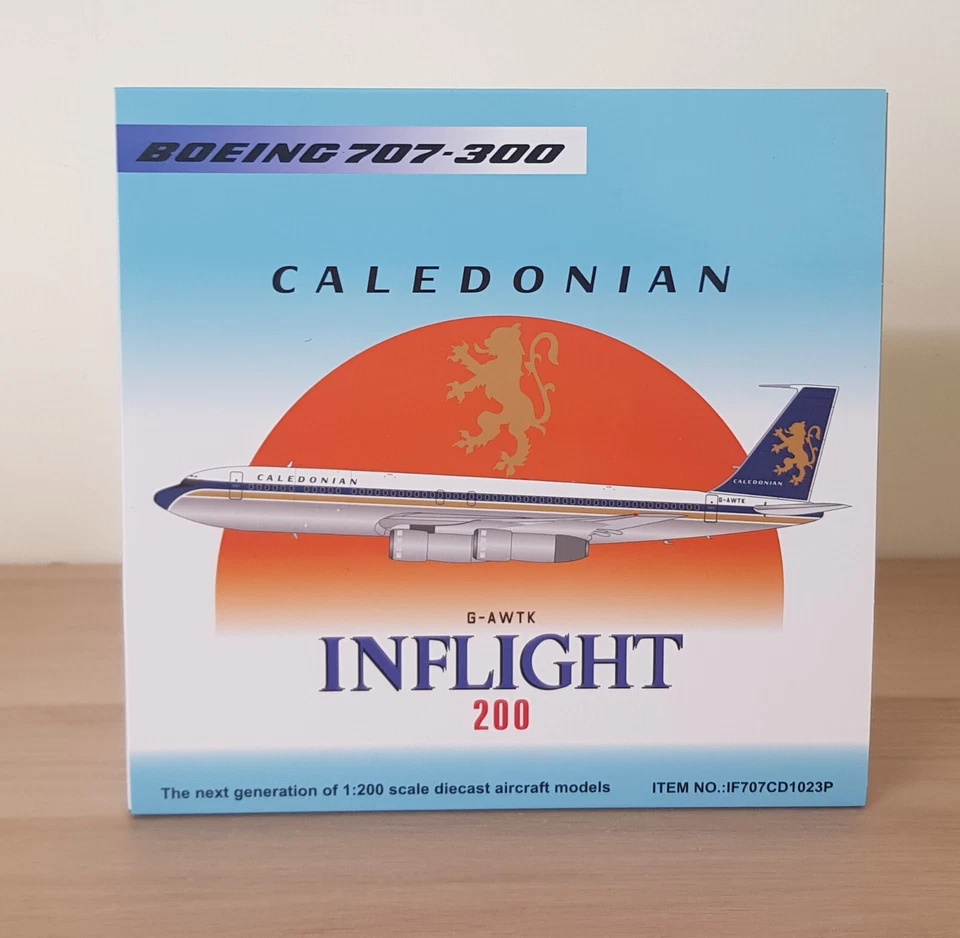 BOEING 707-300
CALEDONIAN
CALEDONIAN
CALEDONIAN
G-AWTK
G-AWTK
INFLIGHT
200
The next generation of 1:200 scale diecast aircraft models ITEM NO.:IF707CD1023P